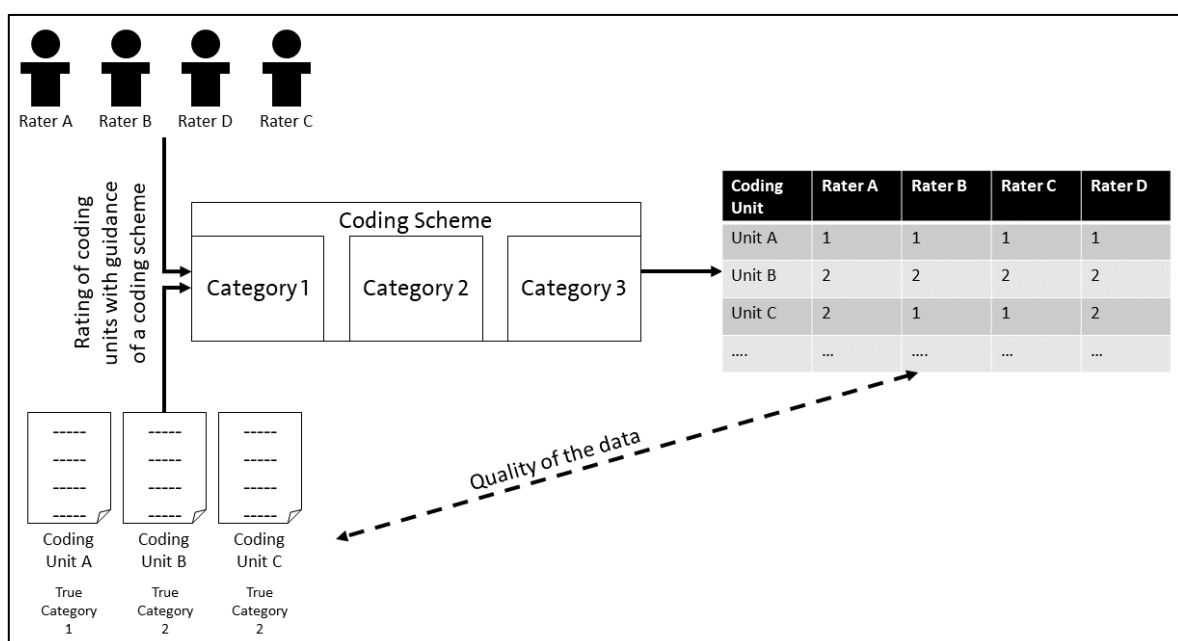 Rater A Rater B Rater D Rater C
Rating of coding
units with guidance
of a coding scheme
Coding Scheme
Category 1 Category 2 Category 3
Coding Unit Rater A Rater B Rater C Rater D
Unit A 1 1 1 1
Unit B 2 2 2 2
Unit C 2 1 1 2
.... ... .... ... ...
Quality of the data
-----  -----  -----
-----  -----  -----
-----  -----  -----
-----  -----  -----
Coding Coding Coding
Unit A Unit B Unit C
True True True
Category Category Category
1 2 2